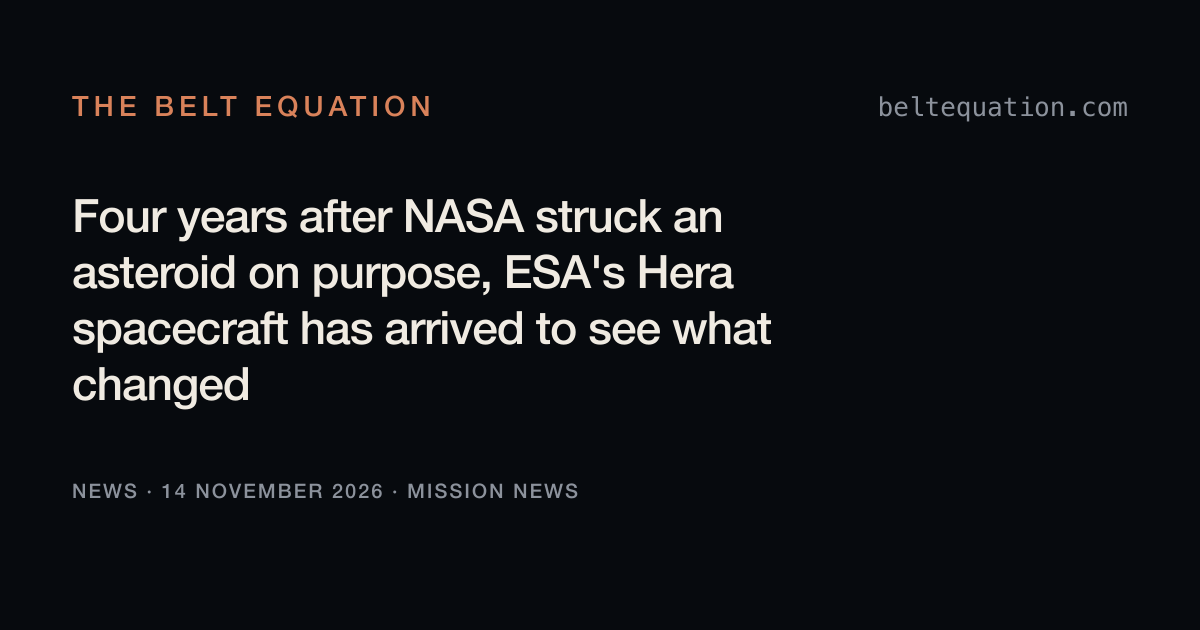 THE BELT EQUATION
beltequation.com
Four years after NASA struck an
asteroid on purpose, ESA's Hera
spacecraft has arrived to see what
changed
NEWS · 14 NOVEMBER 2026 · MISSION NEWS